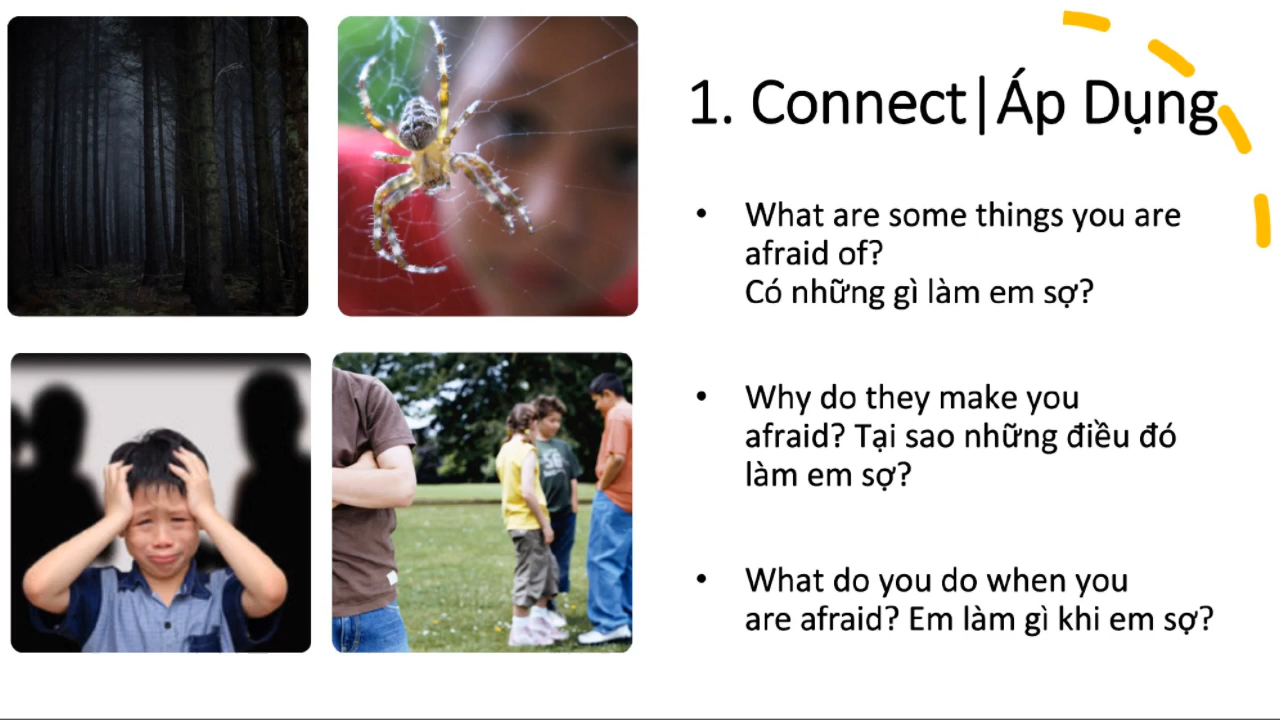 1. Connect|Áp Dụng
• What are some things you are
afraid of?
Có những gì làm em sợ?
• Why do they make you
afraid? Tại sao những điều đó
làm em sợ?
• What do you do when you
are afraid? Em làm gì khi em sợ?